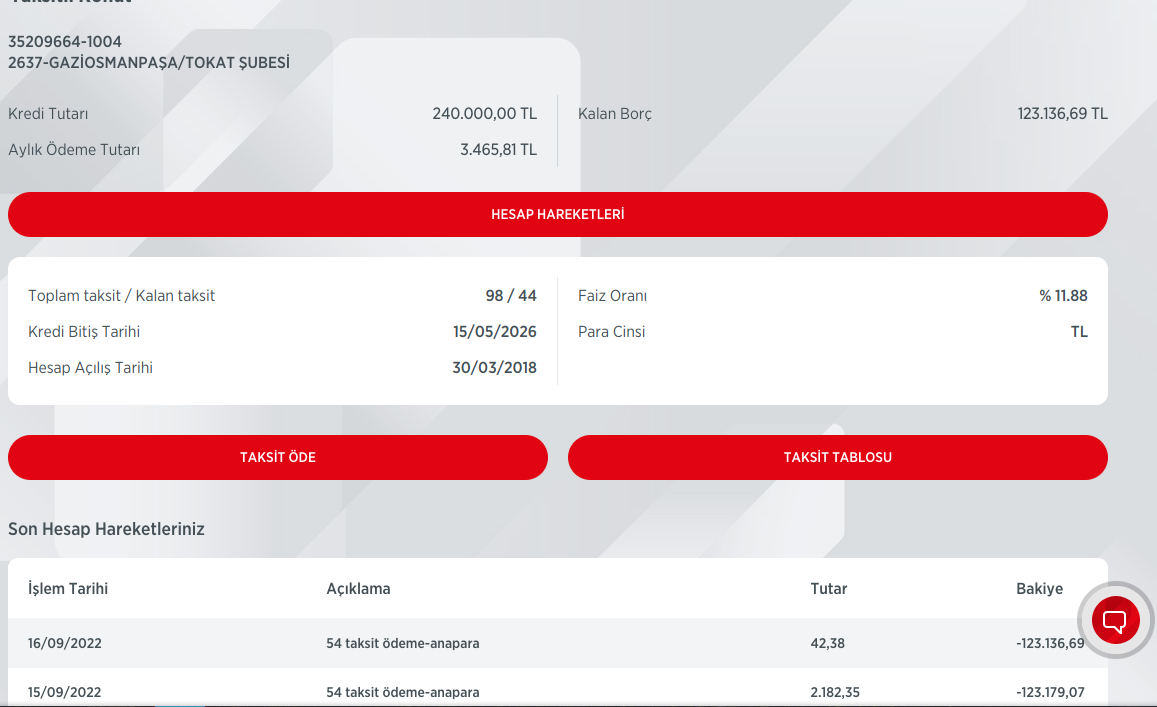 Taksitli Konut
35209664-1004
2637-GAZİOSMANPAŞA/TOKAT ŞUBESİ
Kredi Tutarı 240.000,00 TL Kalan Borç 123.136,69 TL
Aylık Ödeme Tutarı 3.465,81 TL
HESAP HAREKETLERİ
Toplam taksit / Kalan taksit 98 / 44 Faiz Oranı % 11.88
Kredi Bitiş Tarihi 15/05/2026 Para Cinsi TL
Hesap Açılış Tarihi 30/03/2018
TAKSİT ÖDE TAKSİT TABLOSU
Son Hesap Hareketleriniz
İşlem Tarihi Açıklama Tutar Bakiye
16/09/2022 54 taksit ödeme-anapara 42,38 -123.136,69
15/09/2022 54 taksit ödeme-anapara 2.182,35 -123.179,07